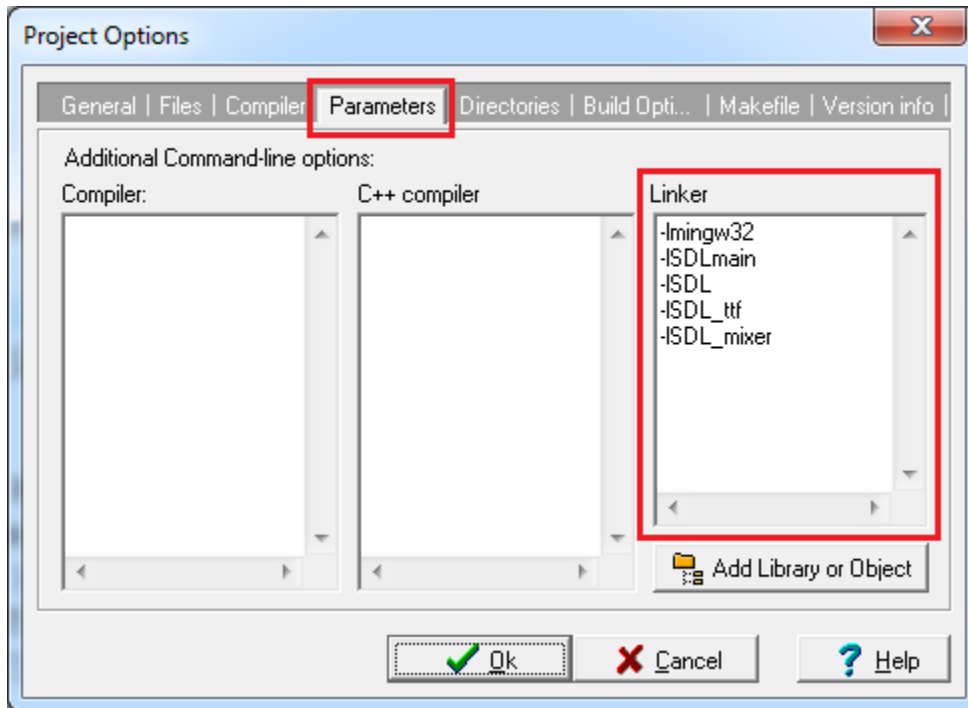 Project Options
General | Files | Compiler Parameters Directories | Build Opti... | Makefile | Version info |
Additional Command-line options:
Compiler:
C++ compiler
Linker
-lmingw32
-lSDLmain
-lSDL
-lSDL_ttf
-lSDL_mixer
Add Library or Object
Ok
Cancel
Help